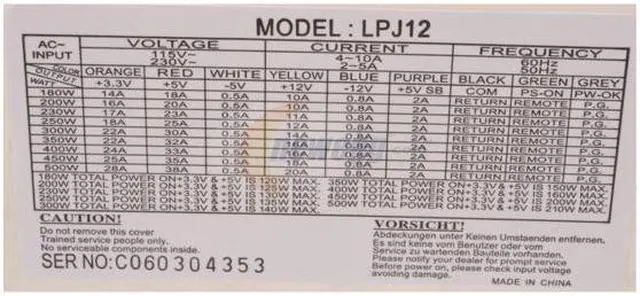 MODEL : LPJ12
AC~ INPUT VOLTAGE CURRENT FREQUENCY
115V~ 4~10A 60Hz
230V~ 2~5A 50Hz
COLOR ORANGE RED WHITE YELLOW BLUE PURPLE BLACK GREEN GREY
OUTPUT WATT +3.3V +5V -5V +12V -12V +5V SB COM PS-ON PW-OK
180W 14A 18A 0.5A 10A 0.8A 2A RETURN REMOTE P.G.
200W 16A 20A 0.5A 10A 0.8A 2A RETURN REMOTE P.G.
230W 17A 23A 0.5A 11A 0.8A 2A RETURN REMOTE P.G.
250W 18A 25A 0.5A 0.8A 2A RETURN REMOTE P.G.
300W 22A 30A 0.5A 0.8A 2A RETURN REMOTE P.G.
350W 22A 32A 0.5A 0.8A 2A RETURN REMOTE P.G.
400W 24A 33A 0.5A 0.8A 2A RETURN REMOTE P.G.
450W 25A 35A 0.5A 0.8A 2A RETURN REMOTE P.G.
500W 28A 38A 0.5A 20A 0.8A 2A RETURN REMOTE P.G.
180W TOTAL POWER ON+3.3V & +5V IS 120W MAX.
200W TOTAL POWER ON+3.3V & +5V IS MAX.
230W TOTAL POWER ON+3.3V & +5V IS MAX.
250W TOTAL POWER ON+3.3V & +5V IS 135W MAX.
300W TOTAL POWER ON+3.3V & +5V IS 140W MAX.
350W TOTAL POWER ON+3.3V & +5V IS 150W MAX.
400W TOTAL POWER ON+3.3V & +5V IS 160W MAX.
450W TOTAL POWER ON+3.3V & +5V IS MAX.
500W TOTAL POWER ON+3.3V & +5V IS 210W MAX.
CAUTION!
Do not remove this cover
Trained service people only.
No serviceable components inside.
SER NO:C060304353
MADE IN CHINA
VORSICHT!
Abdeckungen unter Keinen Umstaenden entfernen.
Es sind keine vom Benutzer oder vom
Service zu wartenden Bauteile vorhanden.
Please notify your dealer for prompt service
Before power on, please check input voltage
avoiding damage.